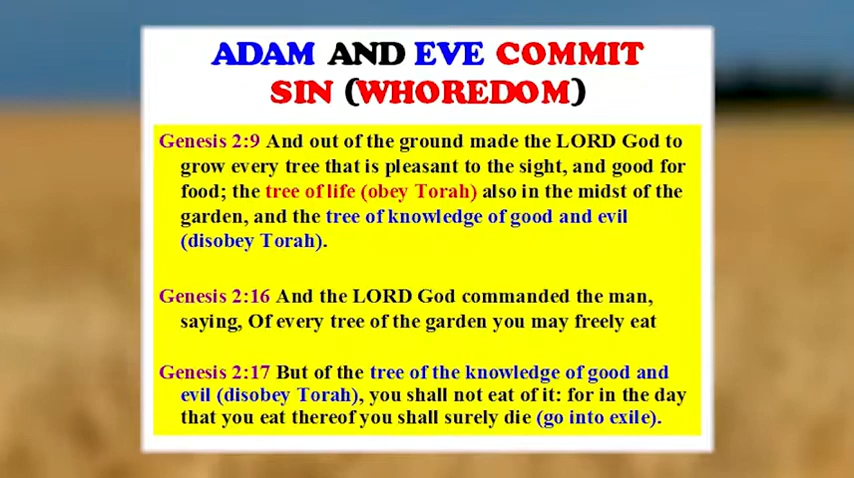 ADAM AND EVE COMMIT
SIN (WHOREDOM)
Genesis 2:9 And out of the ground made the LORD God to
grow every tree that is pleasant to the sight, and good for
food; the tree of life (obey Torah) also in the midst of the
garden, and the tree of knowledge of good and evil
(disobey Torah).
Genesis 2:16 And the LORD God commanded the man,
saying, Of every tree of the garden you may freely eat
Genesis 2:17 But of the tree of the knowledge of good and
evil (disobey Torah), you shall not eat of it: for in the day
that you eat thereof you shall surely die (go into exile).